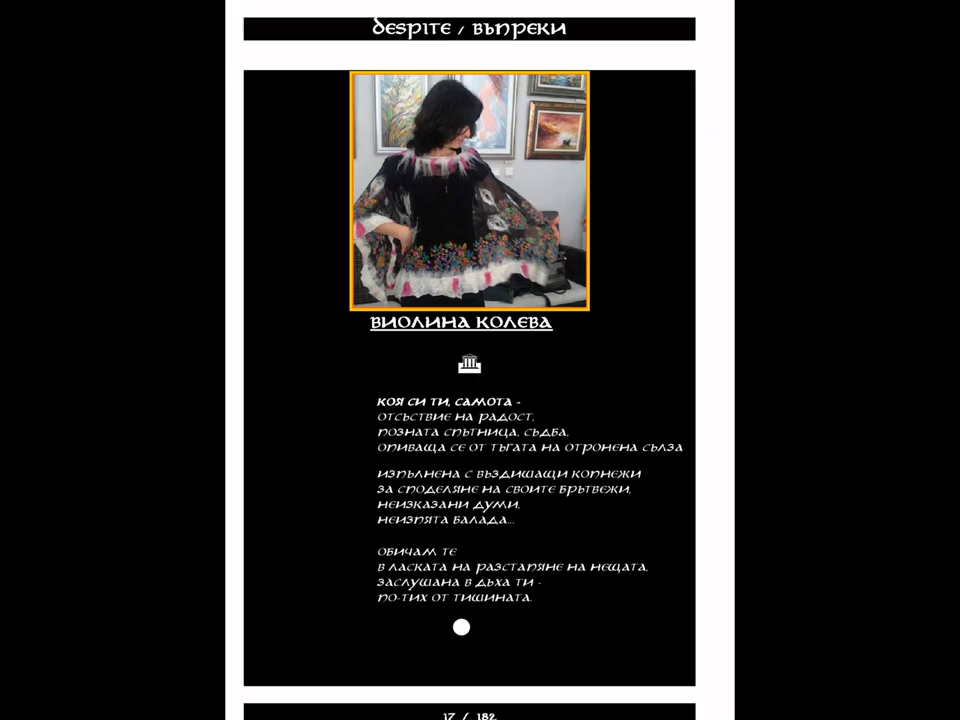 DESPITE / ВЪПРЕКИ
ВИОЛИНА КОЛЕВА
КОЯ СИ ТИ, САМОТА -
ОТСЪСТВИЕ НА РАДОСТ,
ПОЗНАТА СПЪТНИЦА, СЪДБА,
ОПИВАЩА СЕ ОТ ТЪГАТА НА ОТРОНЕНА СЪЛЗА
ИЗПЪЛНЕНА С ВЪЗДИШАЩИ КОПНЕЖИ
ЗА СПОДЕЛЯНЕ НА СВОИТЕ БРЪТВЕЖИ,
НЕИЗКАЗАНИ ДУМИ,
НЕИЗПЯТА БАЛАДА...
ОБИЧАМ ТЕ
В ЛАСКАТА НА РАЗСТАПЯНЕ НА НЕЩАТА,
ЗАСЛУШАНА В ДЪХА ТИ -
ПО-ТИХ ОТ ТИШИНАТА.
17 / 182